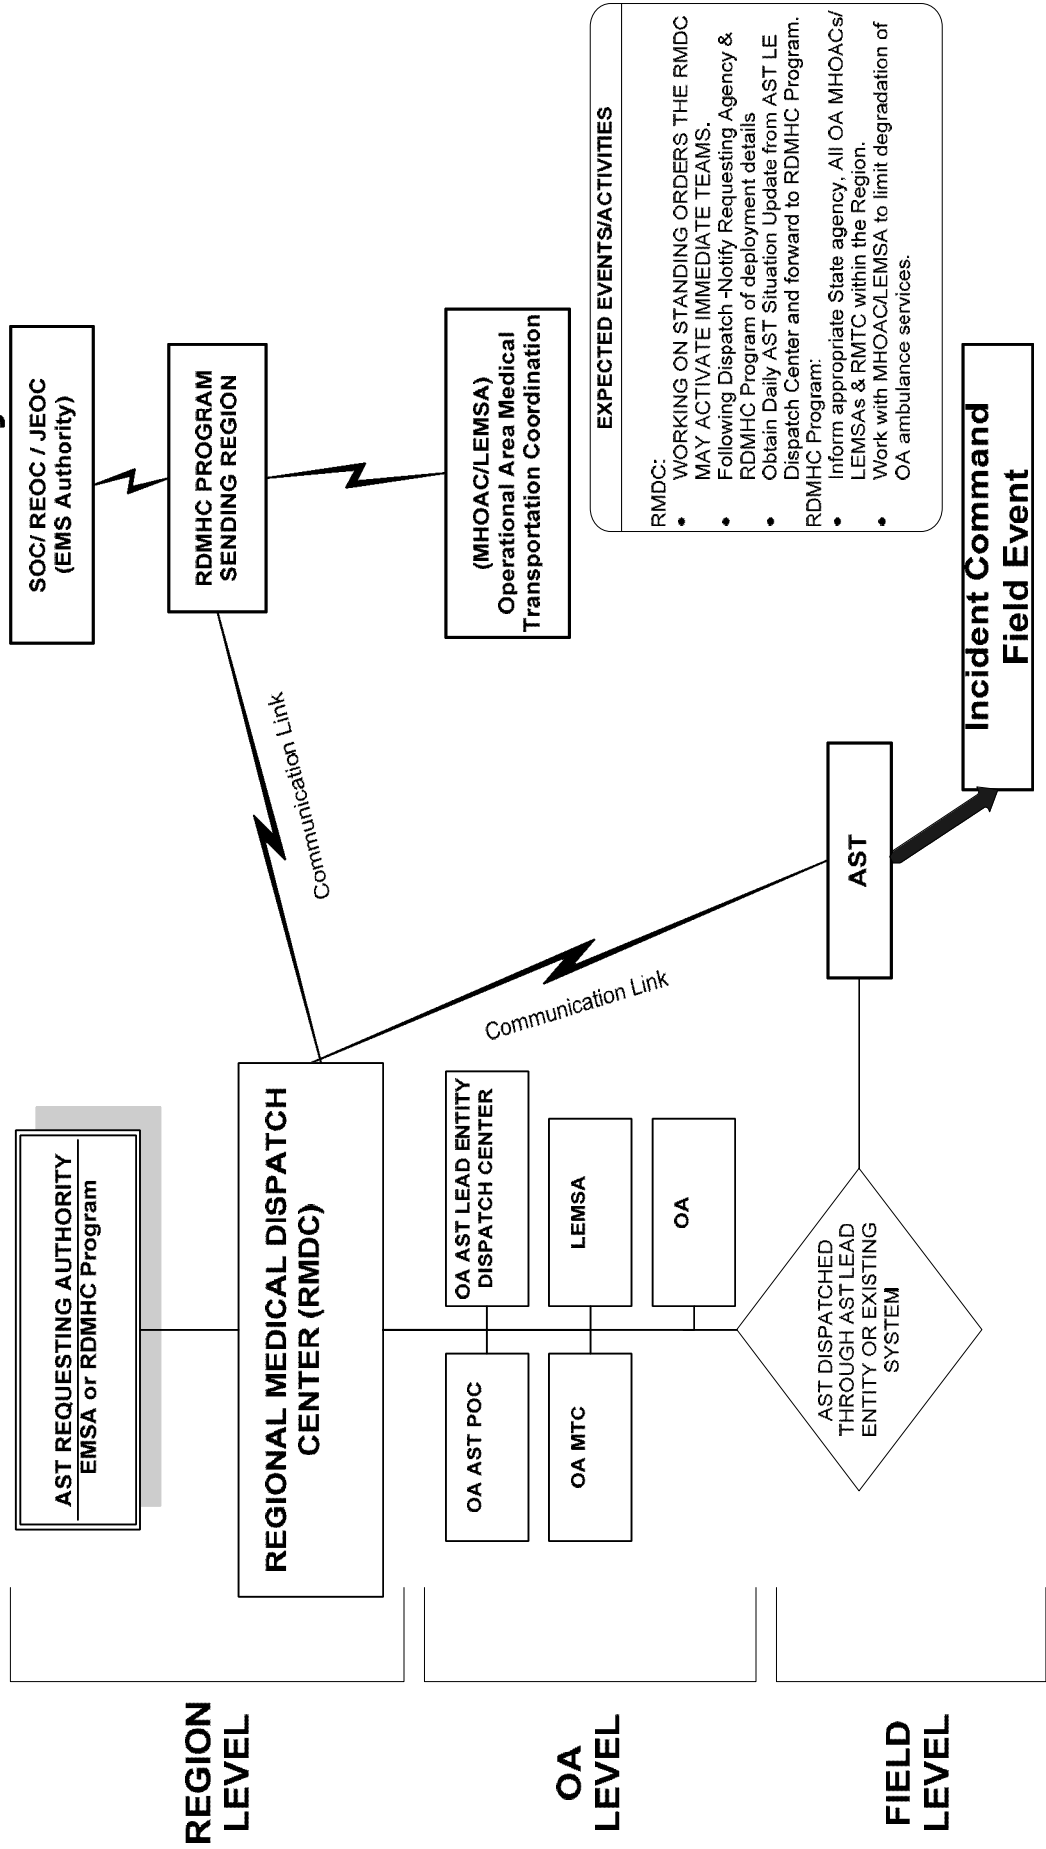 REGION
LEVEL
AST REQUESTING AUTHORITY
EMSA or RDMHC Program
SOC/ REOC / JEOC
(EMS Authority)
REGIONAL MEDICAL DISPATCH
CENTER (RMDC)
RDMHC PROGRAM
SENDING REGION
Communication Link
OA
LEVEL
OA AST POC
OA AST LEAD ENTITY
DISPATCH CENTER
OA MTC
LEMSA
OA
Communication Link
(MHOAC/LEMSA)
Operational Area Medical
Transportation Coordination
EXPECTED EVENTS/ACTIVITIES
RMDC:
• WORKING ON STANDING ORDERS THE RMDC
MAY ACTIVATE IMMEDIATE TEAMS.
• Following Dispatch -Notify Requesting Agency &
RDMHC Program of deployment details
• Obtain Daily AST Situation Update from AST LE
Dispatch Center and forward to RDMHC Program.
RDMHC Program:
• Inform appropriate State agency, All OA MHOACs/
LEMSAs & RMTC within the Region.
• Work with MHOAC/LEMSA to limit degradation of
OA ambulance services.
FIELD
LEVEL
AST DISPATCHED
THROUGH AST LEAD
ENTITY OR EXISTING
SYSTEM
AST
Incident Command
Field Event